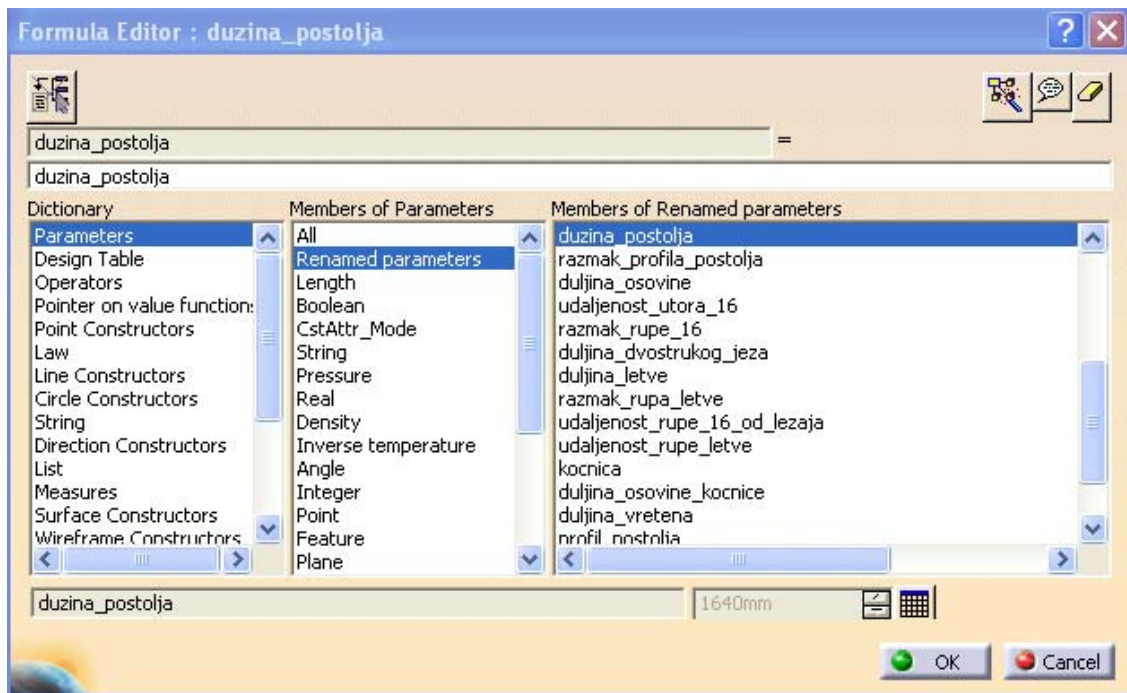 Formula Editor : duzina_postolja
duzina_postolja =
duzina_postolja
Dictionary
Parameters
Design Table
Operators
Pointer on value function
Point Constructors
Law
Line Constructors
Circle Constructors
String
Direction Constructors
List
Measures
Surface Constructors
Wireframe Constructors
Members of Parameters
All
Renamed parameters
Length
Boolean
CstAttr_Mode
String
Pressure
Real
Density
Inverse temperature
Angle
Integer
Point
Feature
Plane
Members of Renamed parameters
duzina_postolja
razmak_profila_postolja
duljina_osovine
udaljenost_utora_16
razmak_rupe_16
duljina_dvostrukog_jeza
duljina_letve
razmak_rupa_letve
udaljenost_rupe_16_od_lezaja
udaljenost_rupe_letve
kocnica
duljina_osovine_kocnice
duljina_vretena
profil_postolja
duzina_postolja 1640mm
OK Cancel